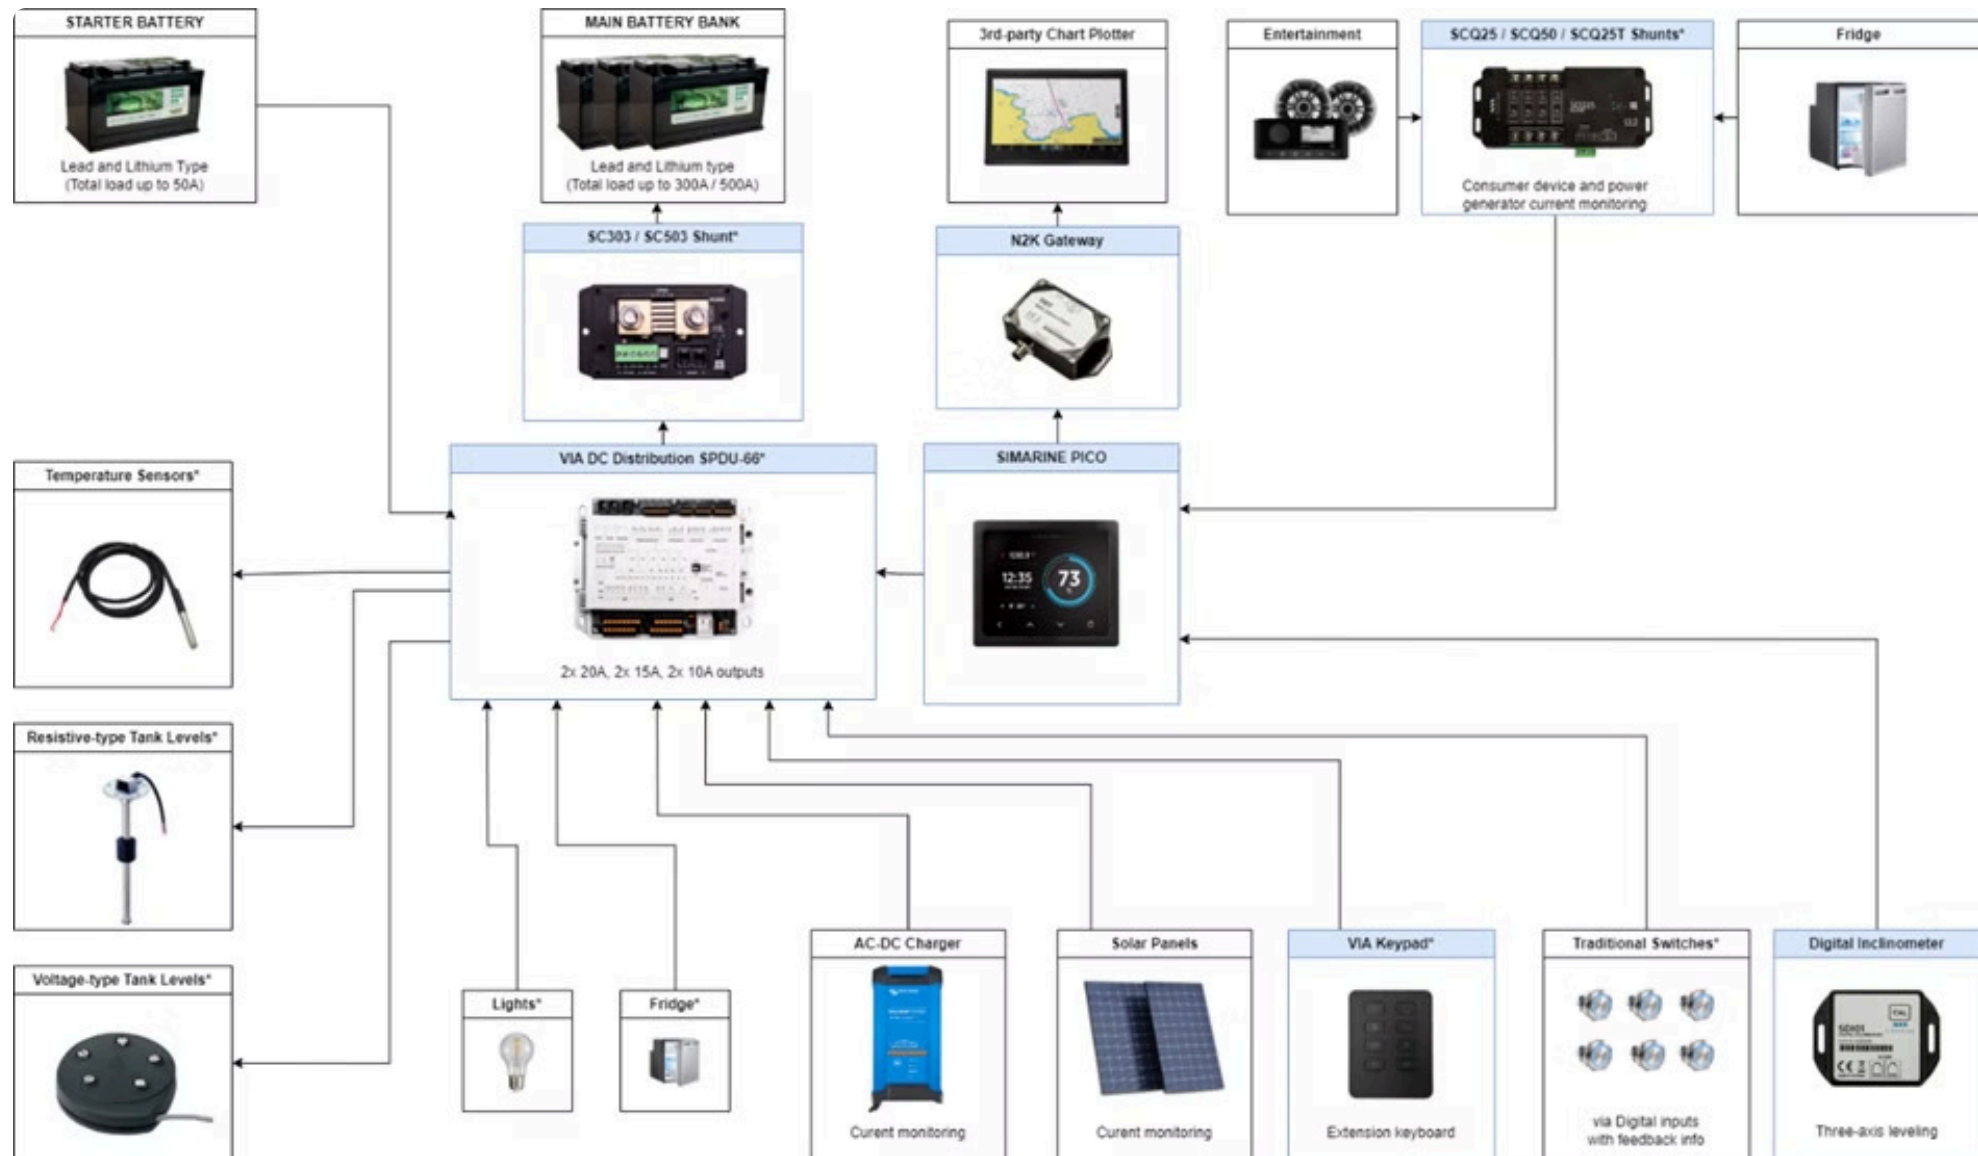 STARTER BATTERY
Lead and Lithium Type
(Total load up to 50A)
MAIN BATTERY BANK
Lead and Lithium type
(Total load up to 300A / 500A)
3rd-party Chart Plotter
Entertainment
SCQ25 / SCQ50 / SCQ25T Shunts*
Consumer device and power
generator current monitoring
Fridge
SC303 / SC503 Shunt*
N2K Gateway
VIA DC Distribution SPDU-66*
2x 20A, 2x 15A, 2x 10A outputs
SIMARINE PICO
12:35
73
Temperature Sensors*
Resistive-type Tank Levels*
Voltage-type Tank Levels*
Lights*
Fridge*
AC-DC Charger
Curent monitoring
Solar Panels
Curent monitoring
VIA Keypad*
Extension keyboard
Traditional Switches*
via Digital inputs
with feedback info
Digital Inclinometer
SDI01
CE
Three-axis leveling